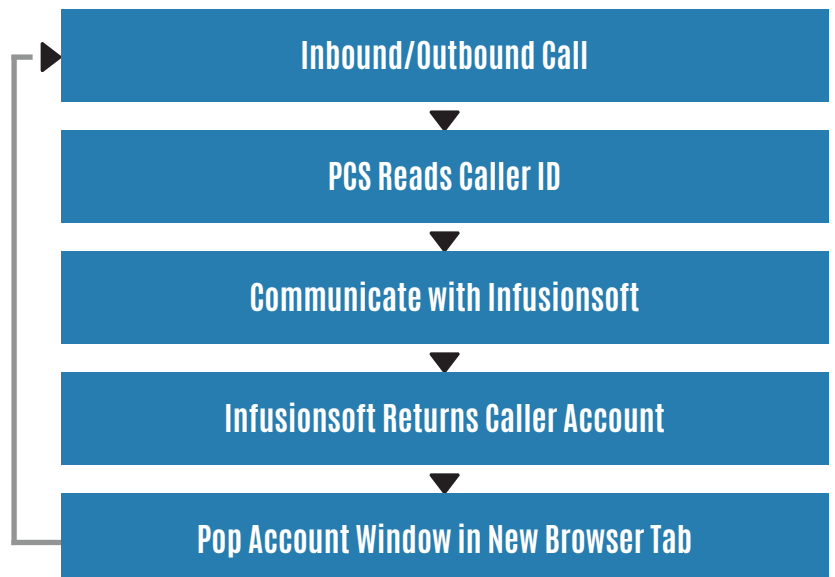 Inbound/Outbound Call
PCS Reads Caller ID
Communicate with Infusionsoft
Infusionsoft Returns Caller Account
Pop Account Window in New Browser Tab